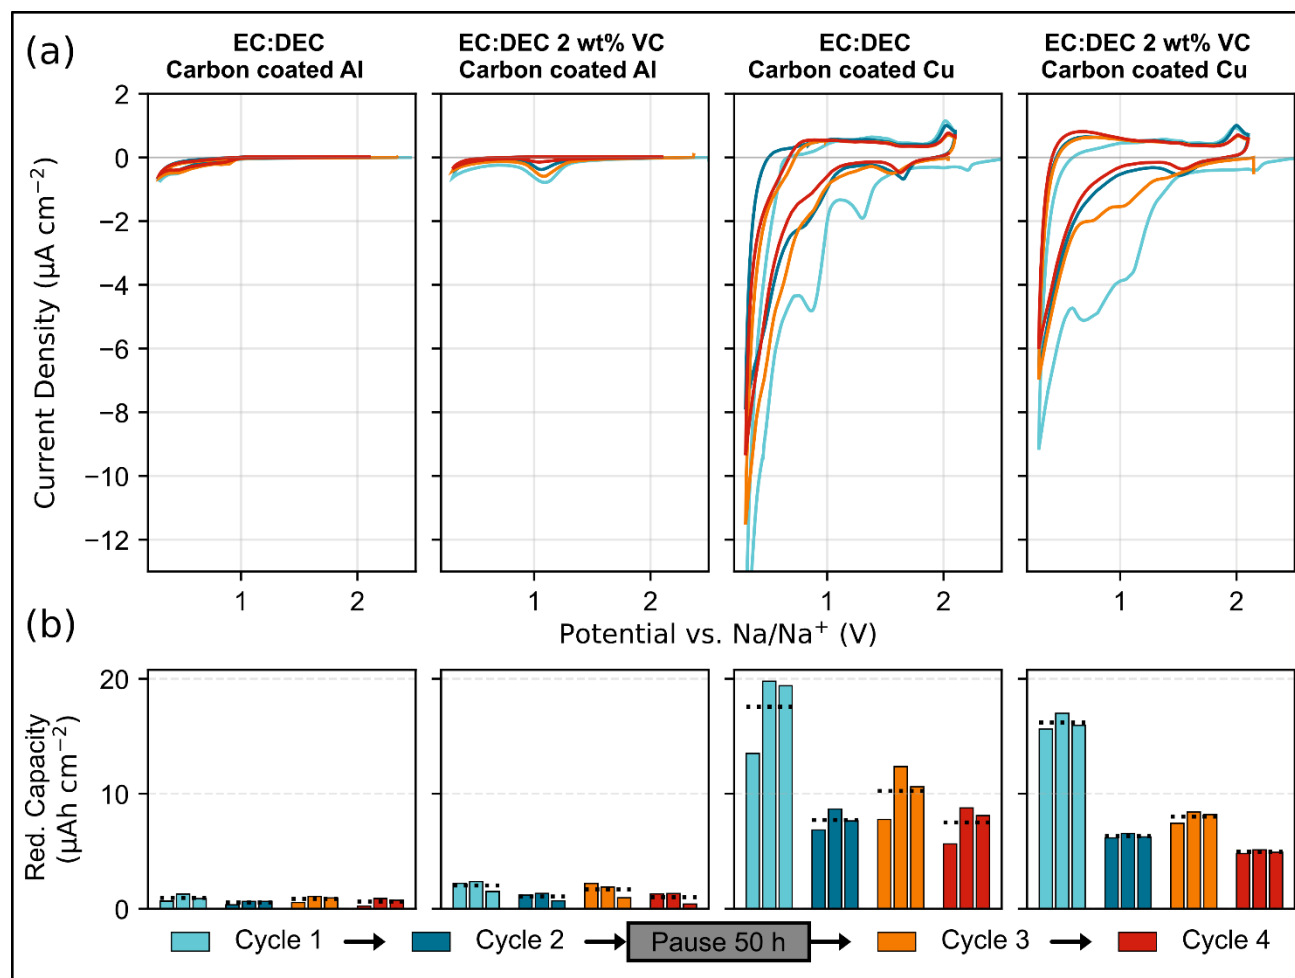 (a)
EC:DEC
Carbon coated Al
EC:DEC 2 wt% VC
Carbon coated Al
EC:DEC
Carbon coated Cu
EC:DEC 2 wt% VC
Carbon coated Cu
Current Density (μA cm⁻²)
2
0
−2
−4
−6
−8
−10
−12
1 2 1 2 1 2 1 2
Potential vs. Na/Na⁺ (V)
(b)
Red. Capacity
(μAh cm⁻²)
20
10
0
Cycle 1 Cycle 2 Pause 50 h Cycle 3 Cycle 4